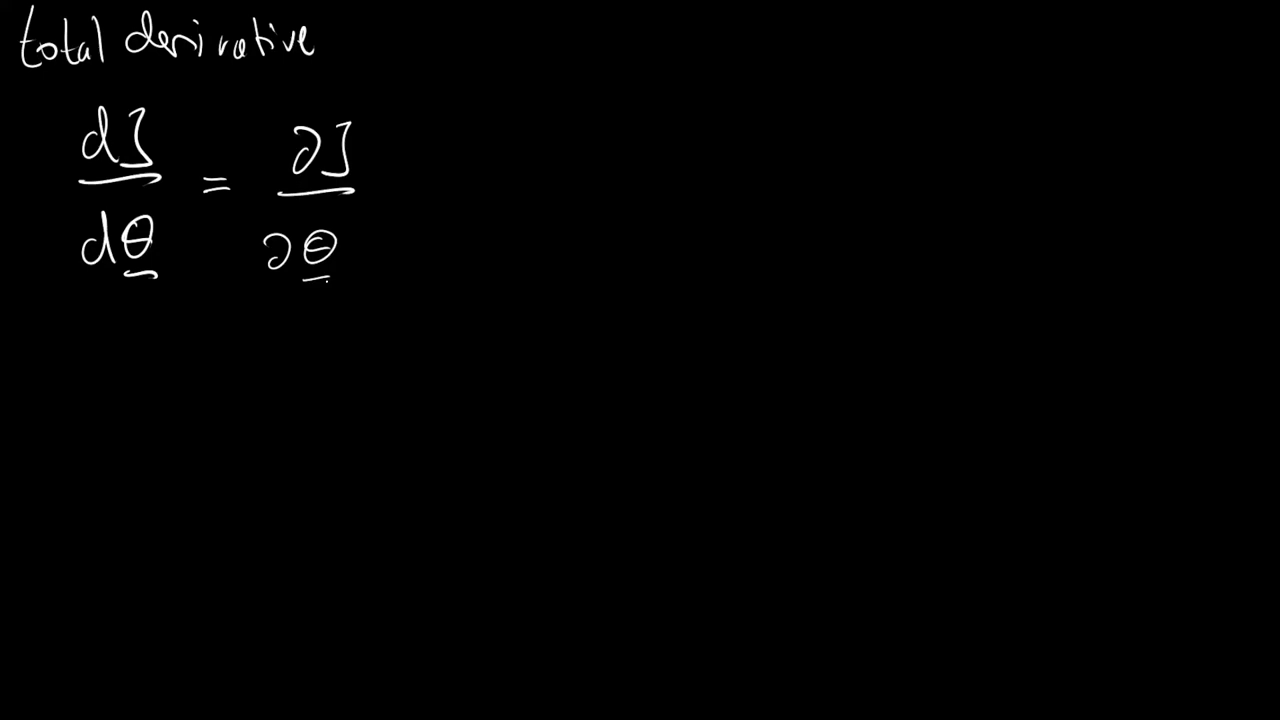 total derivative
dJ/dθ = ∂J/∂θ